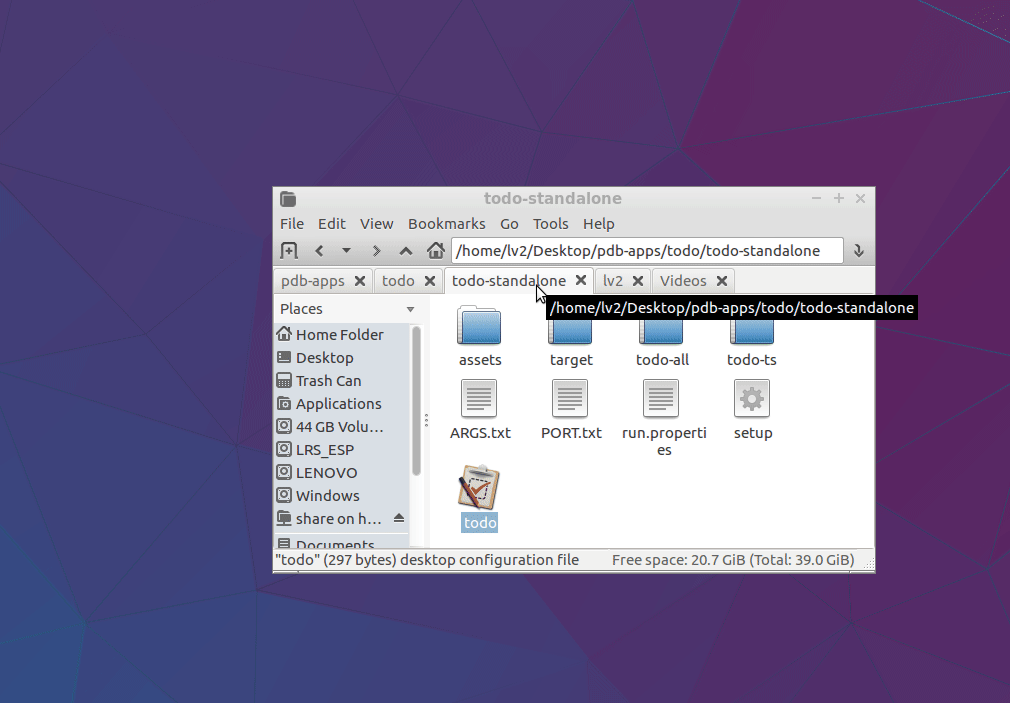 todo-standalone
File Edit View Bookmarks Go Tools Help
/home/lv2/Desktop/pdb-apps/todo/todo-standalone
pdb-apps todo todo-standalone lv2 Videos
/home/lv2/Desktop/pdb-apps/todo/todo-standalone
Places
Home Folder
Desktop
Trash Can
Applications
44 GB Volu...
LRS_ESP
LENOVO
Windows
share on h...
Documents
assets target todo-all todo-ts
ARGS.txt PORT.txt run.properti
es
setup
todo
"todo" (297 bytes) desktop configuration file Free space: 20.7 GiB (Total: 39.0 GiB)